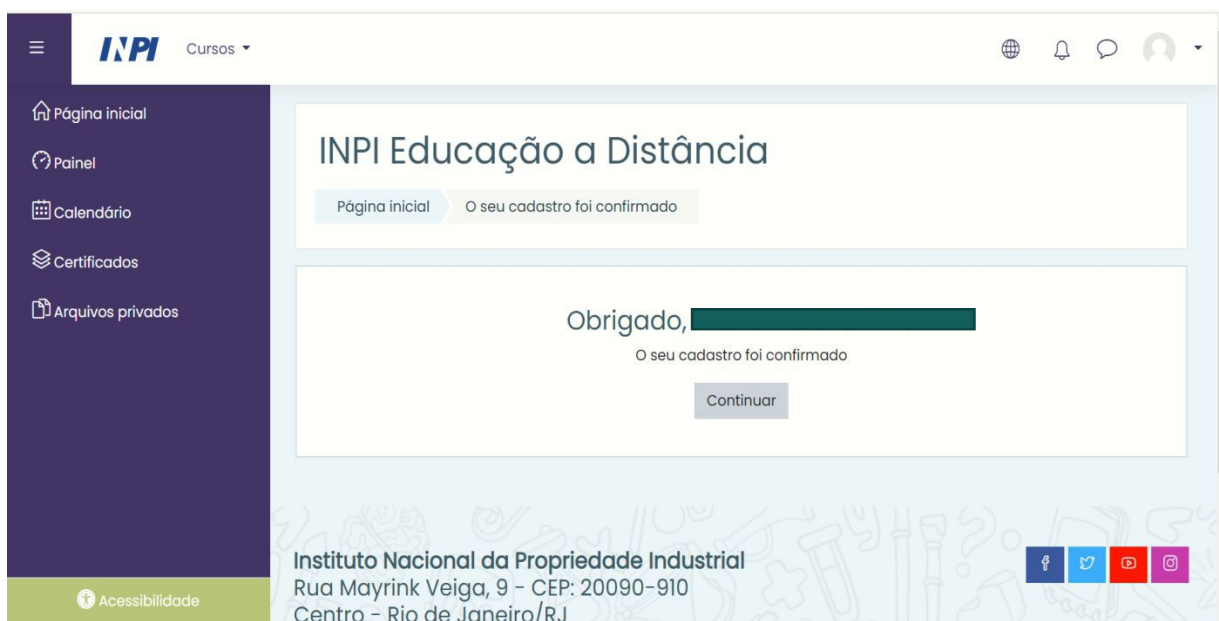 INPI Cursos
Página inicial
Painel
Calendário
Certificados
Arquivos privados
Acessibilidade
INPI Educação a Distância
Página inicial O seu cadastro foi confirmado
Obrigado,
O seu cadastro foi confirmado
Continuar
Instituto Nacional da Propriedade Industrial
Rua Mayrink Veiga, 9 - CEP: 20090-910
Centro - Rio de Janeiro/RJ